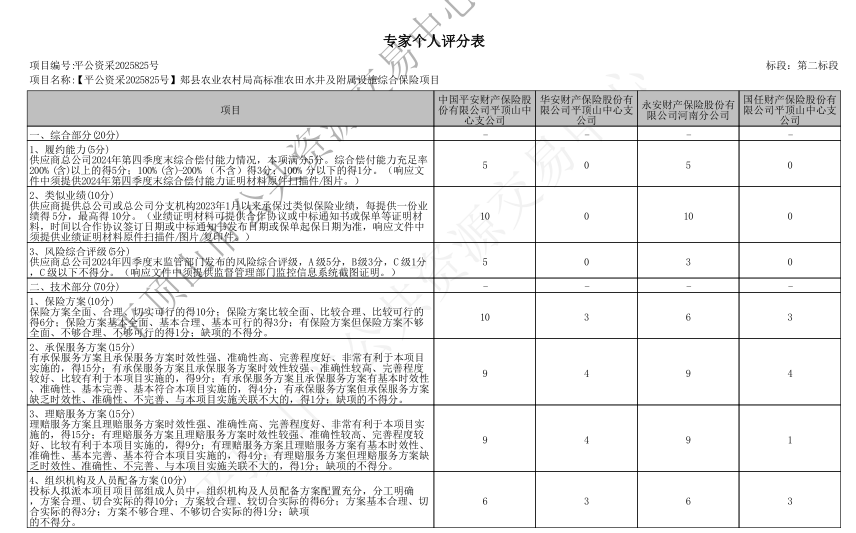 专家个人评分表
项目编号:平公资采2025825号
标段：第二标段
项目名称:【平公资采2025825号】郏县农业农村局高标准农田水井及附属设施综合保险项目
项目
中国平安财产保险股份有限公司平顶山中心支公司
华安财产保险股份有限公司平顶山中心支公司
永安财产保险股份有限公司河南分公司
国任财产保险股份有限公司平顶山中心支公司
一、综合部分(20分)
– – – –
1、履约能力(5分)
供应商总公司2024年第四季度末综合偿付能力情况，本项满分5分。综合偿付能力充足率
200%(含)以上的得5分；100%(含)-200% （不含）得3分；100% 分以下的得1分。（响应文
件中须提供2024年第四季度末综合偿付能力证明材料原件扫描件/图片。）
5 0 5 0
2、类似业绩(10分)
供应商提供总公司或总公司分支机构2023年1月以来承保过类似保险业绩，每提供一份业
绩得 5分，最高得 10分。（业绩证明材料可提供合作协议或中标通知书或保单等证明材
料，时间以合作协议签订日期或中标通知书发布日期或保单起保日期为准，响应文件中
须提供业绩证明材料原件扫描件/图片/复印件。）
10 0 10 0
3、风险综合评级(5分)
供应商总公司2024年四季度末监管部门发布的风险综合评级，A级5分，B级3分，C级1分
，C级以下不得分。（响应文件中须提供监督管理部门监控信息系统截图证明。）
5 0 3 0
二、技术部分(70分)
– – – –
1、保险方案(10分)
保险方案全面、合理、切实可行的得10分；保险方案比较全面、比较合理、比较可行的
得6分；保险方案基本全面、基本合理、基本可行的得3分；有保险方案但保险方案不够
全面、不够合理、不够可行的得1分；缺项的不得分。
10 3 6 3
2、承保服务方案(15分)
有承保服务方案且承保服务方案时效性强、准确性高、完善程度好、非常有利于本项目
实施的，得15分；有承保服务方案且承保服务方案时效性较强、准确性较高、完善程度
较好、比较有利于本项目实施的，得9分；有承保服务方案且承保服务方案有基本时效性
、准确性、基本完善、基本符合本项目实施的，得4分；有承保服务方案但承保服务方案
缺乏时效性、准确性、不完善、与本项目实施关联不大的，得1分；缺项的不得分。
9 4 9 4
3、理赔服务方案(15分)
理赔服务方案且理赔服务方案时效性强、准确性高、完善程度好、非常有利于本项目实
施的，得15分；有理赔服务方案且理赔服务方案时效性较强、准确性较高、完善程度较
好、比较有利于本项目实施的，得9分；有理赔服务方案且理赔服务方案有基本时效性、
准确性、基本完善、基本符合本项目实施的，得4分；有理赔服务方案但理赔服务方案缺
乏时效性、准确性、不完善、与本项目实施关联不大的，得1分；缺项的不得分。
9 4 9 1
4、组织机构及人员配备方案(10分)
投标人拟派本项目项目部组成人员中，组织机构及人员配备方案配置充分，分工明确
，方案合理、切合实际的得10分；方案较合理、较切合实际的得6分；方案基本合理、切
合实际的得3分；方案不够合理、不够切合实际的得1分；缺项
的不得分。
6 3 6 3